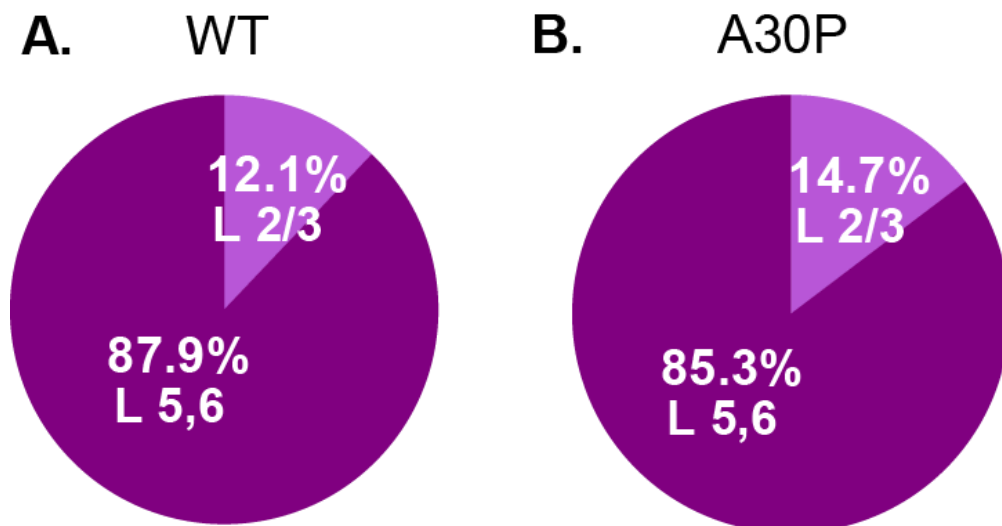 A. WT
12.1%
L 2/3
87.9%
L 5,6
B. A30P
14.7%
L 2/3
85.3%
L 5,6